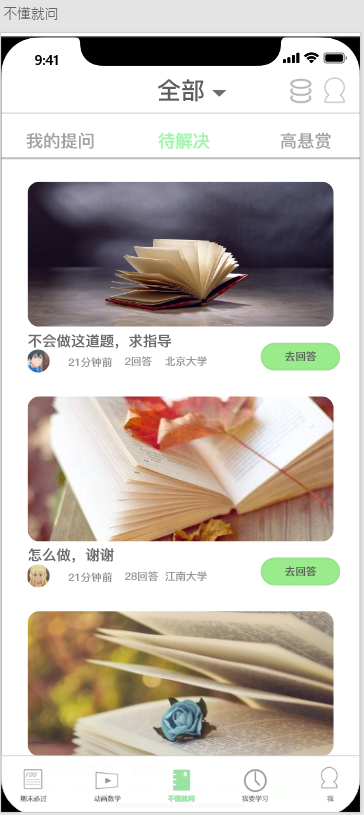 不懂就问
9:41
全部
我的提问 待解决 高悬赏
不会做这道题，求指导
21分钟前 2回答 北京大学
去回答
怎么做，谢谢
21分钟前 28回答 江南大学
去回答
100
期末必过 动画数学 不懂就问 我要学习 我